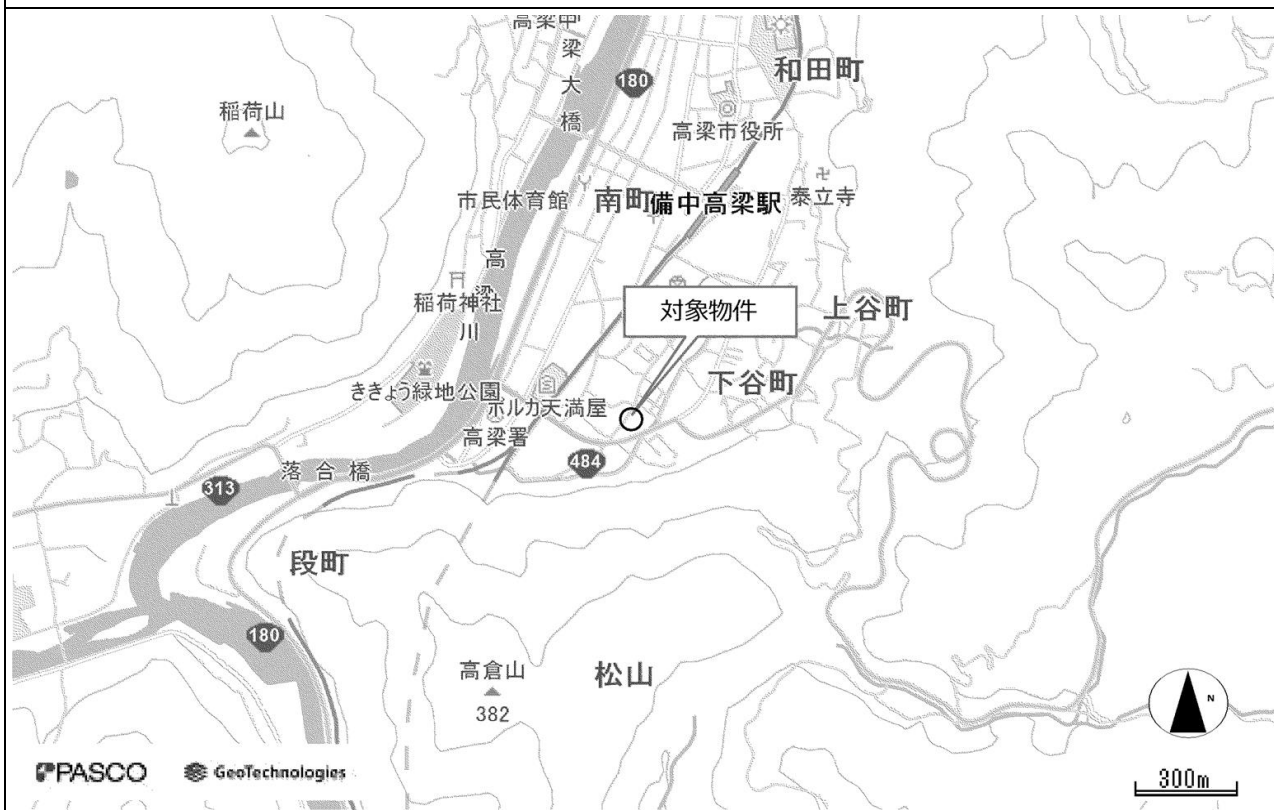 高梁中
梁大橋
180
和田町
稲荷山
高梁市役所
市民体育館
南町
備中高梁駅
泰立寺
高梁川
稲荷神社
対象物件
上谷町
ききょう緑地公園
ポルカ天満屋
下谷町
高梁署
484
落合橋
313
段町
180
高倉山
382
松山
N
PASCO
GeoTechnologies
300m